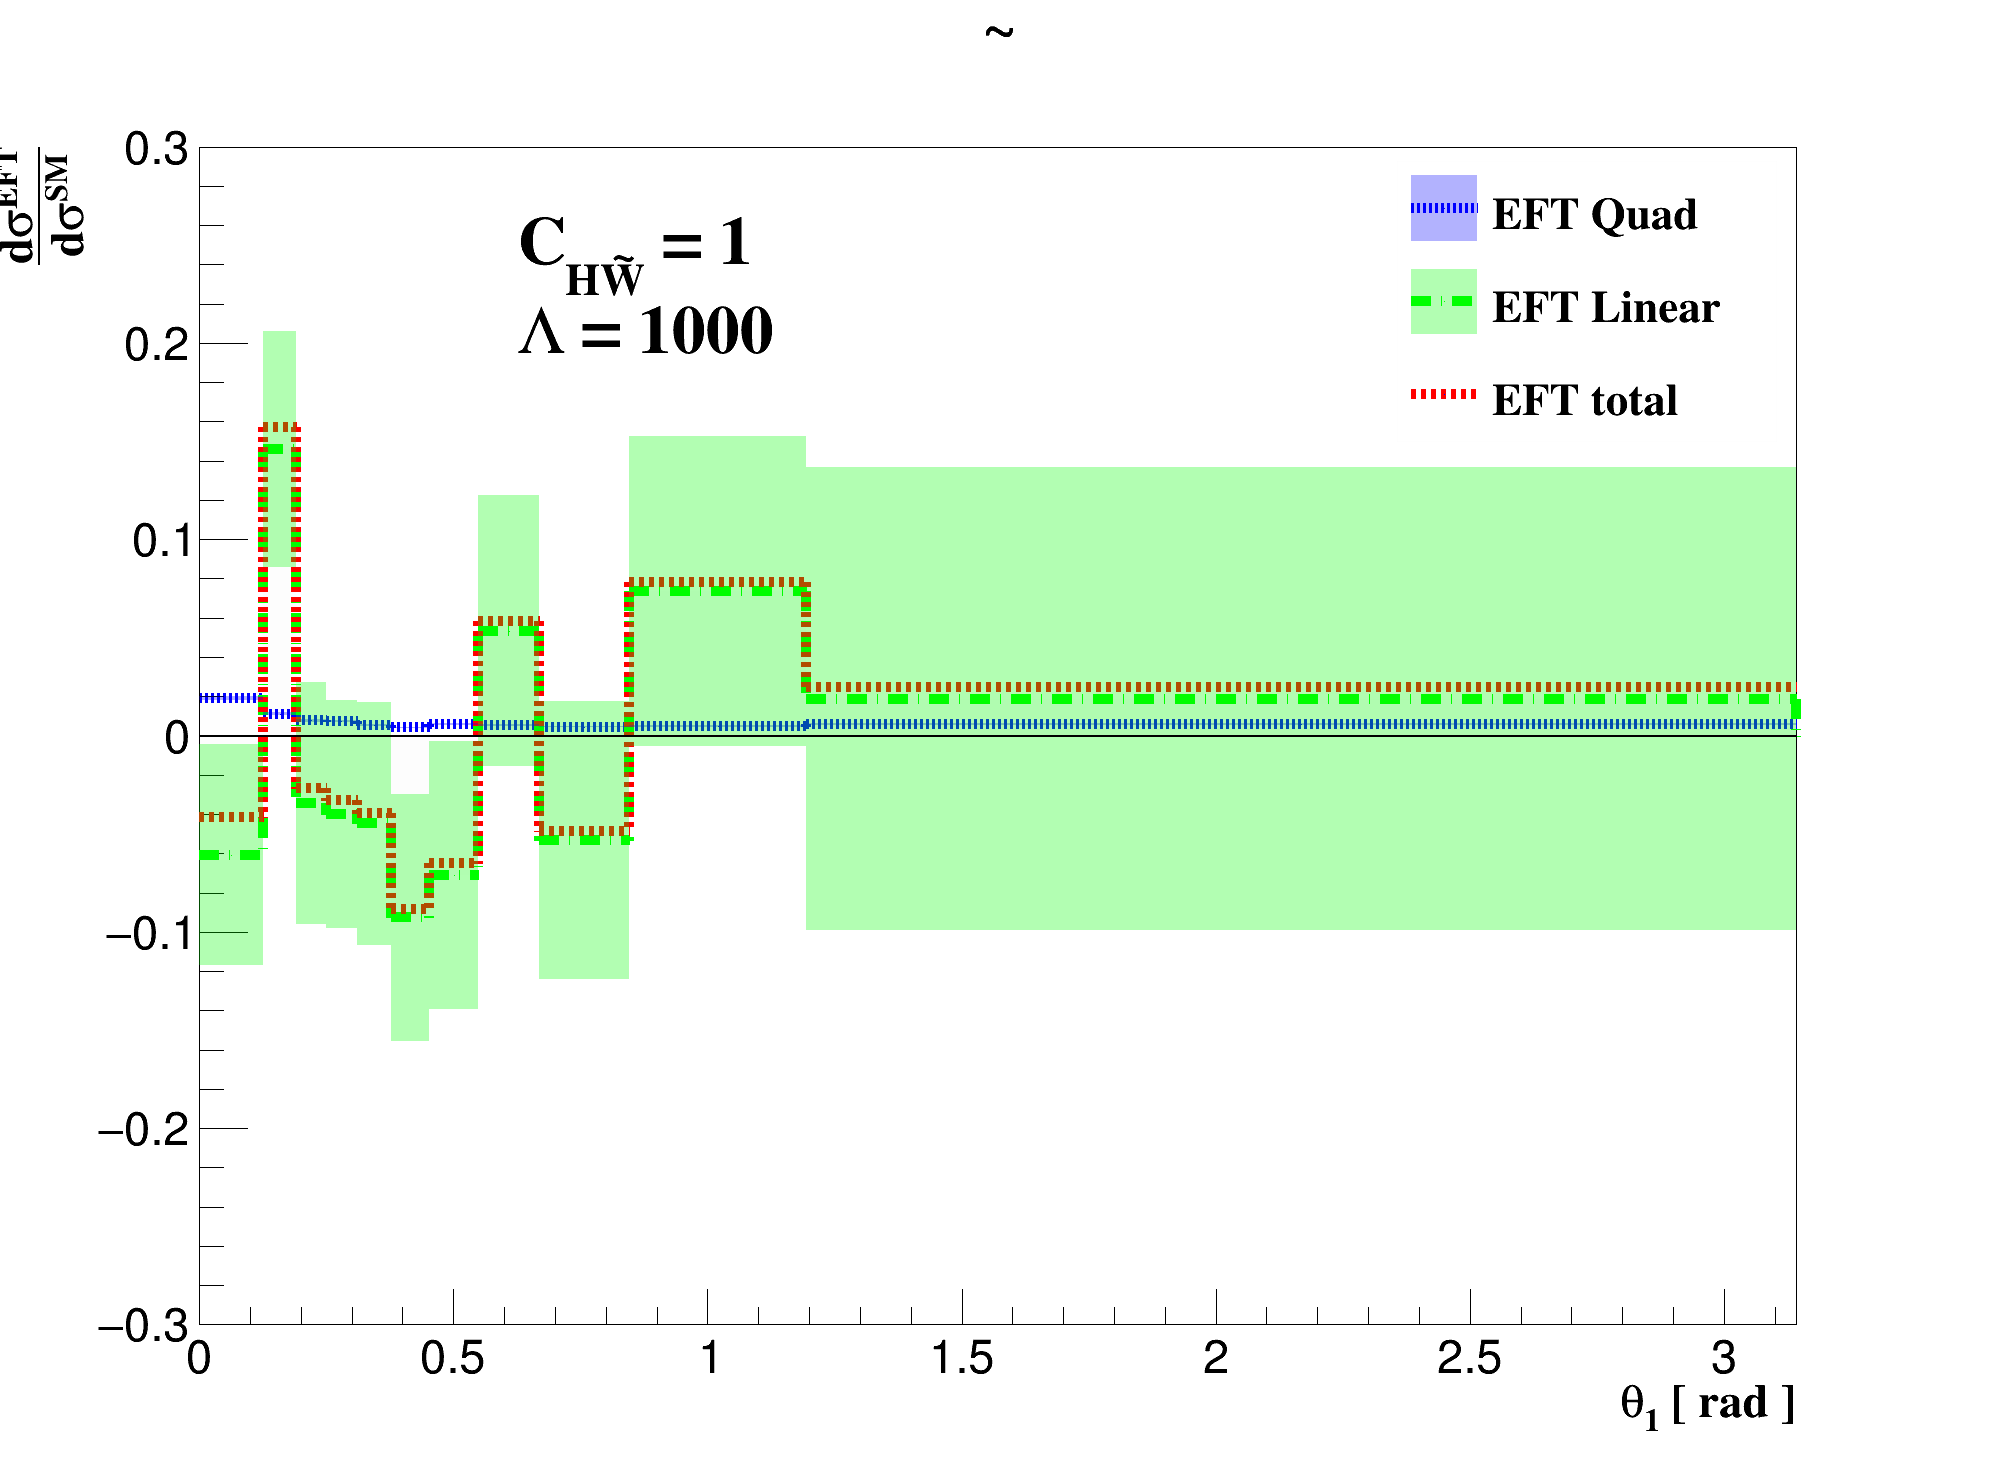 ~
dσ^EFT
dσ^SM
0.3
0.2
0.1
0
−0.1
−0.2
−0.3
C_HW̃ = 1
Λ = 1000
EFT Quad
EFT Linear
EFT total
0 0.5 1 1.5 2 2.5 3
θ_1 [ rad ]